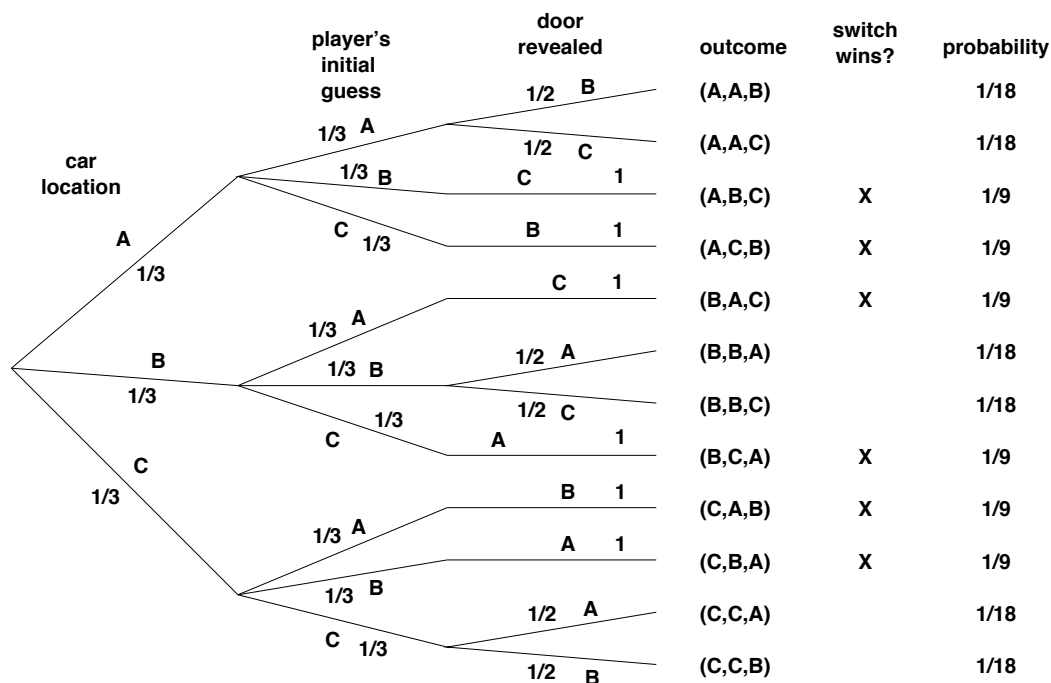 car
location
player's
initial
guess
door
revealed
outcome
switch
wins?
probability
1/2 B
(A,A,B) 1/18
1/3 A
1/2 C
(A,A,C) 1/18
1/3 B
C 1
(A,B,C) X 1/9
A
1/3
C 1/3
B 1
(A,C,B) X 1/9
C 1
(B,A,C) X 1/9
1/3 A
1/2 A
(B,B,A) 1/18
B
1/3
1/3 B
1/2 C
(B,B,C) 1/18
1/3
C
A 1
(B,C,A) X 1/9
C
1/3
B 1
(C,A,B) X 1/9
1/3 A
A 1
(C,B,A) X 1/9
1/3 B
1/2 A
(C,C,A) 1/18
C 1/3
1/2 B
(C,C,B) 1/18